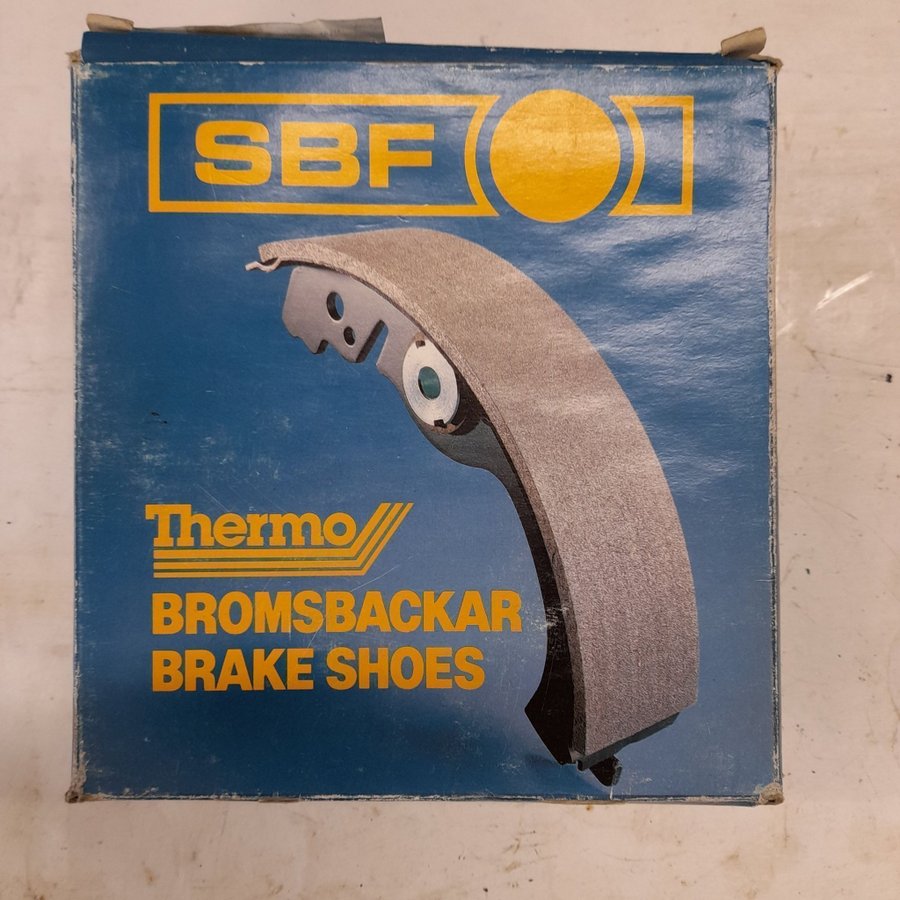 SBF
Thermo
BROMSBACKAR
BRAKE SHOES